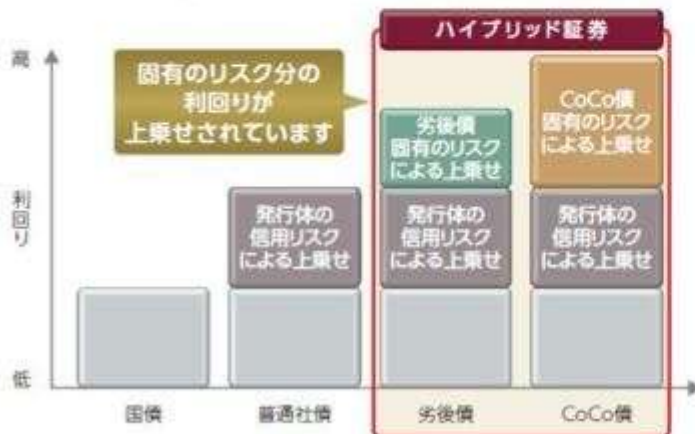 ハイブリッド証券
高
固有のリスク分の
利回りが
上乗せされています
CoCo債
固有のリスク
による上乗せ
劣後債
固有のリスク
による上乗せ
利回り
発行体の
信用リスク
による上乗せ
発行体の
信用リスク
による上乗せ
発行体の
信用リスク
による上乗せ
低
国債
普通社債
劣後債
CoCo債